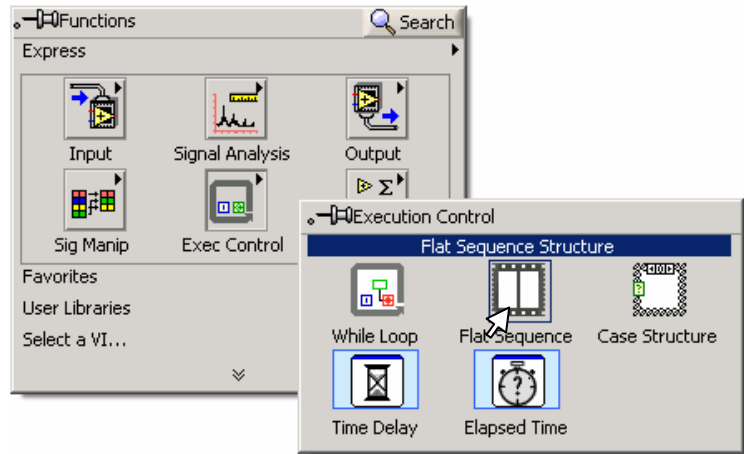 Functions
Search
Express
Input Signal Analysis Output
Sig Manip Exec Control
Favorites
User Libraries
Select a VI...
Execution Control
Flat Sequence Structure
While Loop Flat Sequence Case Structure
Time Delay Elapsed Time